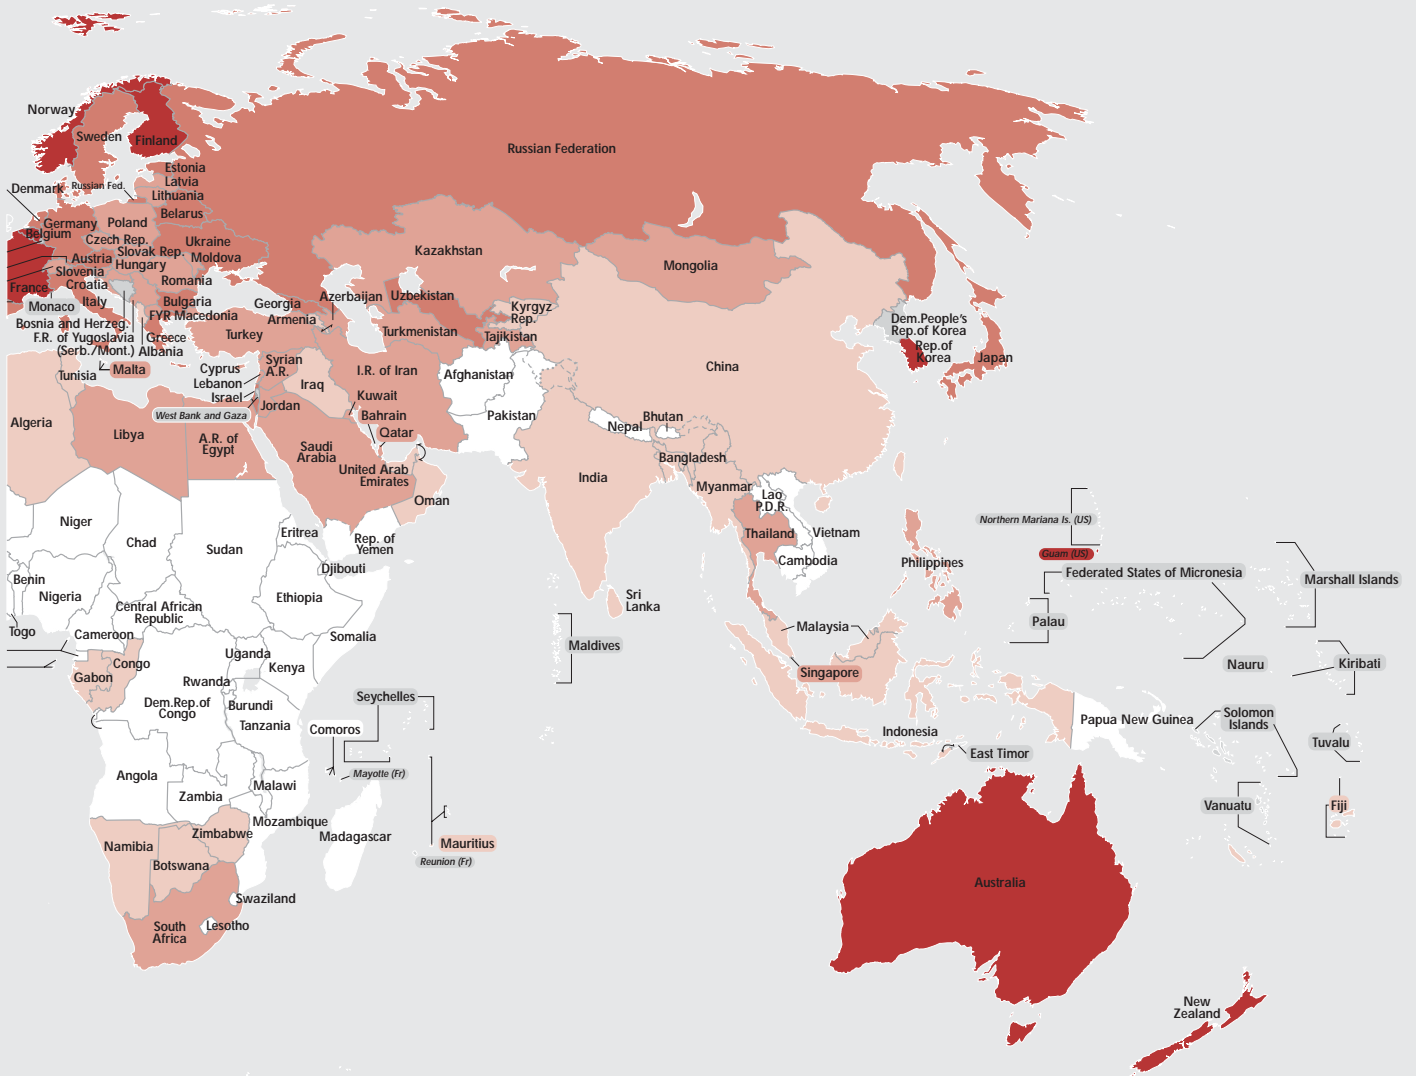 Norway
Sweden
Finland
Russian Federation
Estonia
Latvia
Lithuania
Russian Fed.
Denmark
Belarus
Germany
Poland
Belgium
Czech Rep.
Ukraine
Slovak Rep.
Moldova
Austria
Hungary
Slovenia
Croatia
Romania
France
Italy
Monaco
Bulgaria
FYR Macedonia
Bosnia and Herzeg.
F.R. of Yugoslavia
(Serb./Mont.)
Greece
Albania
Malta
Tunisia
Georgia
Armenia
Azerbaijan
Turkey
Kazakhstan
Uzbekistan
Turkmenistan
Kyrgyz
Rep.
Tajikistan
Mongolia
China
Dem.People's
Rep.of Korea
Rep.of
Korea
Japan
Cyprus
Lebanon
Israel
West Bank and Gaza
Syrian
A.R.
Iraq
I.R. of Iran
Jordan
Kuwait
Bahrain
Qatar
Saudi
Arabia
United Arab
Emirates
Oman
Rep. of
Yemen
Afghanistan
Pakistan
Nepal
Bhutan
Bangladesh
India
Myanmar
Lao
P.D.R.
Thailand
Vietnam
Cambodia
Sri
Lanka
Maldives
Malaysia
Singapore
Philippines
Indonesia
East Timor
Papua New Guinea
Algeria
Libya
A.R. of
Egypt
Niger
Chad
Sudan
Eritrea
Djibouti
Ethiopia
Somalia
Benin
Nigeria
Togo
Cameroon
Central African
Republic
Congo
Gabon
Dem.Rep.of
Congo
Uganda
Kenya
Rwanda
Burundi
Tanzania
Seychelles
Comoros
Mayotte (Fr)
Angola
Zambia
Malawi
Mozambique
Madagascar
Mauritius
Reunion (Fr)
Zimbabwe
Namibia
Botswana
Swaziland
South
Africa
Lesotho
Northern Mariana Is. (US)
Guam (US)
Federated States of Micronesia
Marshall Islands
Palau
Nauru
Kiribati
Solomon
Islands
Tuvalu
Vanuatu
Fiji
Australia
New
Zealand